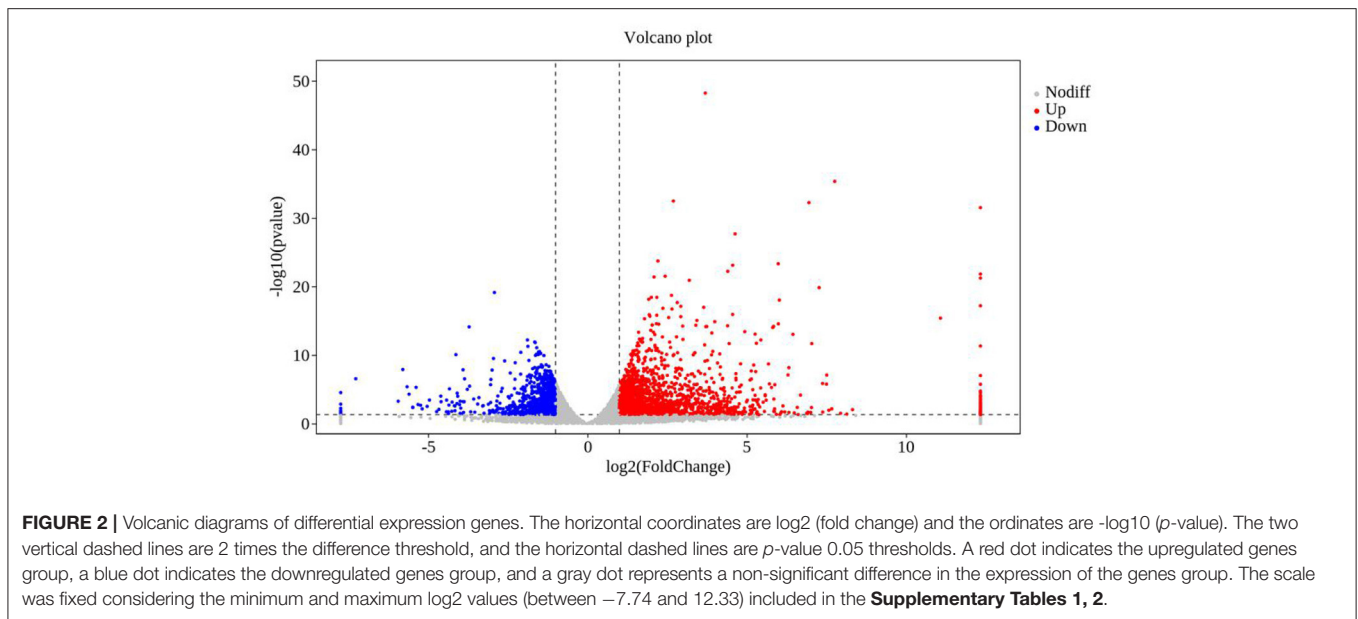 Volcano plot
50
40
30
20
10
0
-log10(pvalue)
-5
0
5
10
log2(FoldChange)
Nodiff
Up
Down
FIGURE 2 | Volcanic diagrams of differential expression genes. The horizontal coordinates are log2 (fold change) and the ordinates are -log10 (p-value). The two
vertical dashed lines are 2 times the difference threshold, and the horizontal dashed lines are p-value 0.05 thresholds. A red dot indicates the upregulated genes
group, a blue dot indicates the downregulated genes group, and a gray dot represents a non-significant difference in the expression of the genes group. The scale
was fixed considering the minimum and maximum log2 values (between −7.74 and 12.33) included in the Supplementary Tables 1, 2.